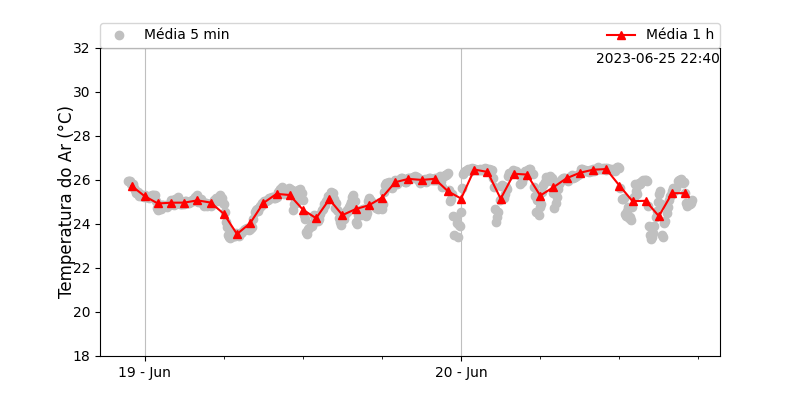 Média 5 min
Média 1 h
2023-06-25 22:40
Temperatura do Ar (°C)
32
30
28
26
24
22
20
18
19 - Jun
20 - Jun